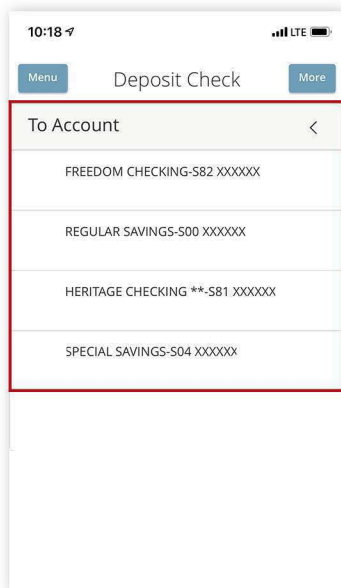 10:18
LTE
Menu
Deposit Check
More
To Account
FREEDOM CHECKING-S82 XXXXXX
REGULAR SAVINGS-S00 XXXXXX
HERITAGE CHECKING **-S81 XXXXXX
SPECIAL SAVINGS-S04 XXXXXX